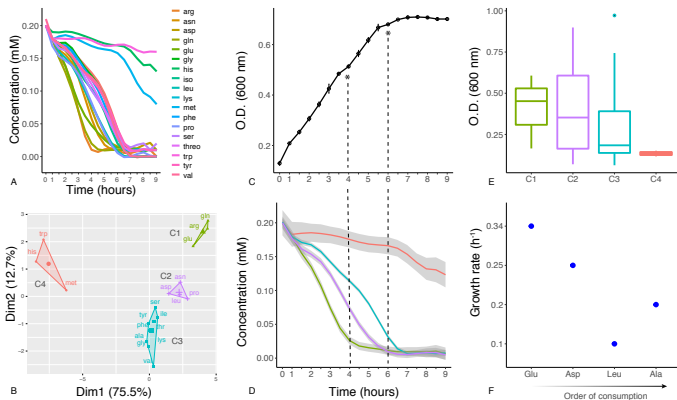 Concentration (mM)
0.20
0.15
0.10
0.05
0.00
0 1 2 3 4 5 6 7 8 9
A
Time (hours)
arg
asn
asp
gln
glu
gly
his
iso
leu
lys
met
phe
pro
ser
threo
trp
tyr
val
O.D. (600 nm)
0.6
0.4
0.2
*
*
0 1 2 3 4 5 6 7 8 9
C
Time (hours)
O.D. (600 nm)
1.00
0.75
0.50
0.25
C1 C2 C3 C4
E
Dim2 (12.7%)
3
2
1
0
-1
-2
C1
gln
arg
glu
trp
his
C4
met
C2
asn
asp
pro
leu
ser
tyr
ile
phe
thr
ala
lys
gly
C3
val
-5 0 5
B
Dim1 (75.5%)
Concentration (mM)
0.20
0.15
0.10
0.05
0.00
0 1 2 3 4 5 6 7 8 9
D
Time (hours)
Growth rate (h⁻¹)
0.34
0.25
0.2
0.1
Glu Asp Leu Ala
F
Order of consumption